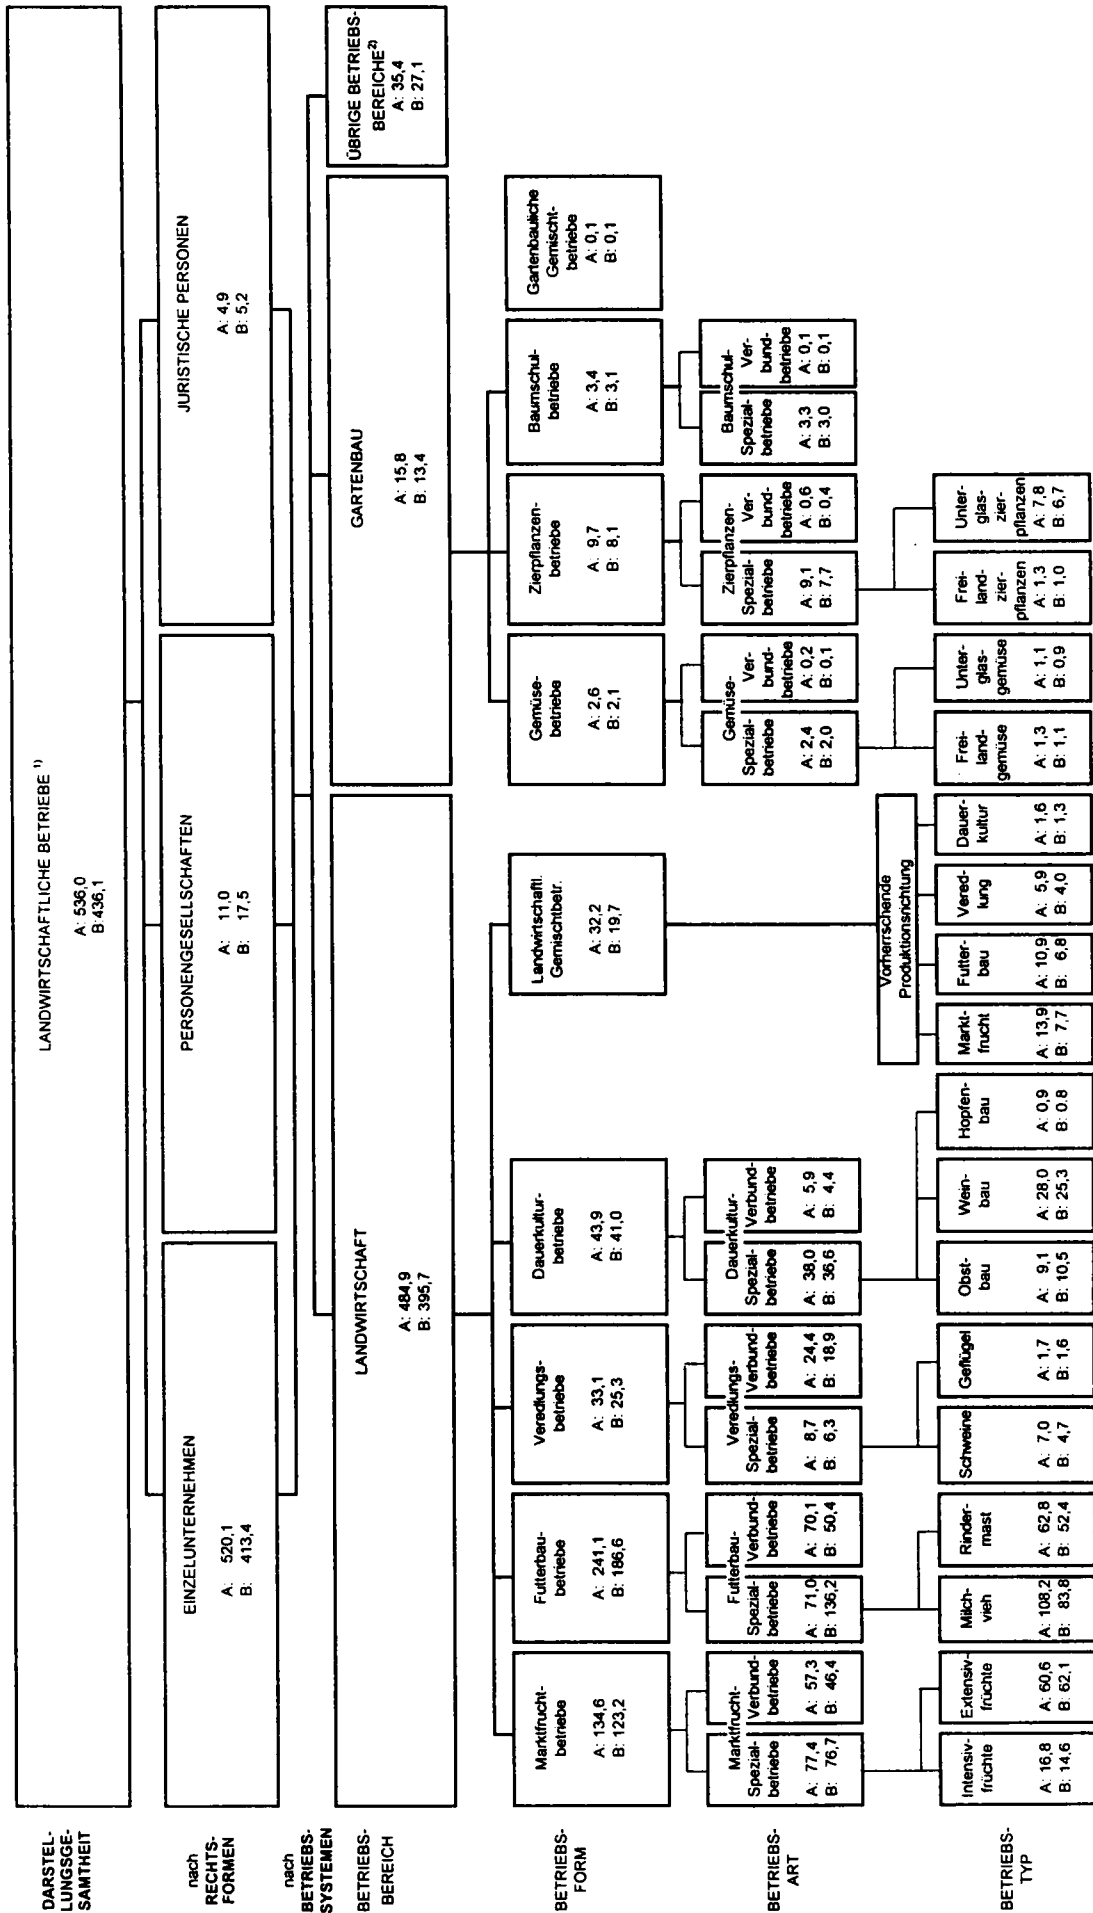 DARSTEL-
LUNGSGE-
SAMTHEIT
LANDWIRTSCHAFTLICHE BETRIEBE 1)
A: 536,0
B:436,1
nach
RECHTS-
FORMEN
EINZELUNTERNEHMEN
A: 520,1
B: 413,4
PERSONENGESELLSCHAFTEN
A: 11,0
B: 17,5
JURISTISCHE PERSONEN
A: 4,9
B: 5,2
nach
BETRIEBS-
SYSTEMEN
BETRIEBS-
BEREICH
LANDWIRTSCHAFT
A: 484,9
B: 395,7
GARTENBAU
A: 15,8
B: 13,4
ÜBRIGE BETRIEBS-
BEREICHE2)
A: 35,4
B: 27,1
BETRIEBS-
FORM
Marktfrucht-
betriebe
A: 134,6
B: 123,2
Futterbau-
betriebe
A: 241,1
B: 186,6
Veredlungs-
betriebe
A: 33,1
B: 25,3
Dauerkultur-
betriebe
A: 43,9
B: 41,0
Landwirtschaftl.
Gemischtbetr.
A: 32,2
B: 19,7
Gemüse-
betriebe
A: 2,6
B: 2,1
Zierpflanzen-
betriebe
A: 9,7
B: 8,1
Baumschul-
betriebe
A: 3,4
B: 3,1
Gartenbauliche
Gemischt-
betriebe
A: 0,1
B: 0,1
BETRIEBS-
ART
Marktfrucht-
Spezial-
betriebe
A: 77,4
B: 76,7
Verbund-
betriebe
A: 57,3
B: 46,4
Futterbau-
Spezial-
betriebe
A: 71,0
B: 136,2
Verbund-
betriebe
A: 70,1
B: 50,4
Veredlungs-
Spezial-
betriebe
A: 8,7
B: 6,3
Verbund-
betriebe
A: 24,4
B: 18,9
Dauerkultur-
Spezial-
betriebe
A: 38,0
B: 36,6
Verbund-
betriebe
A: 5,9
B: 4,4
Gemüse-
Spezial-
betriebe
A: 2,4
B: 2,0
Ver-
bund-
betriebe
A: 0,2
B: 0,1
Zierpflanzen-
Spezial-
betriebe
A: 9,1
B: 7,7
Ver-
bund-
betriebe
A: 0,6
B: 0,4
Baumschul-
Spezial-
betriebe
A: 3,3
B: 3,0
Ver-
bund-
betriebe
A: 0,1
B: 0,1
Vorherrschende
Produktionsrichtung
BETRIEBS-
TYP
Intensiv-
früchte
A: 16,8
B: 14,6
Extensiv-
früchte
A: 60,6
B: 62,1
Milch-
vieh
A: 108,2
B: 83,8
Rinder-
mast
A: 62,8
B: 52,4
Schweine
A: 7,0
B: 4,7
Geflügel
A: 1,7
B: 1,6
Obst-
bau
A: 9,1
B: 10,5
Wein-
bau
A: 28,0
B: 25,3
Hopfen-
bau
A: 0,9
B: 0.8
Markt-
frucht
A: 13,9
B: 7,7
Futter-
bau
A: 10,9
B: 6,8
Vered-
lung
A: 5,9
B: 4,0
Dauer-
kultur
A: 1,6
B: 1,3
Frei-
land-
gemüse
A: 1,3
B: 1,1
Unter-
glas-
gemüse
A: 1,1
B: 0,9
Frei-
land-
zier-
pflanzen
A: 1,3
B: 1,0
Unter-
glas-
zier-
pflanzen
A: 7,8
B: 6,7